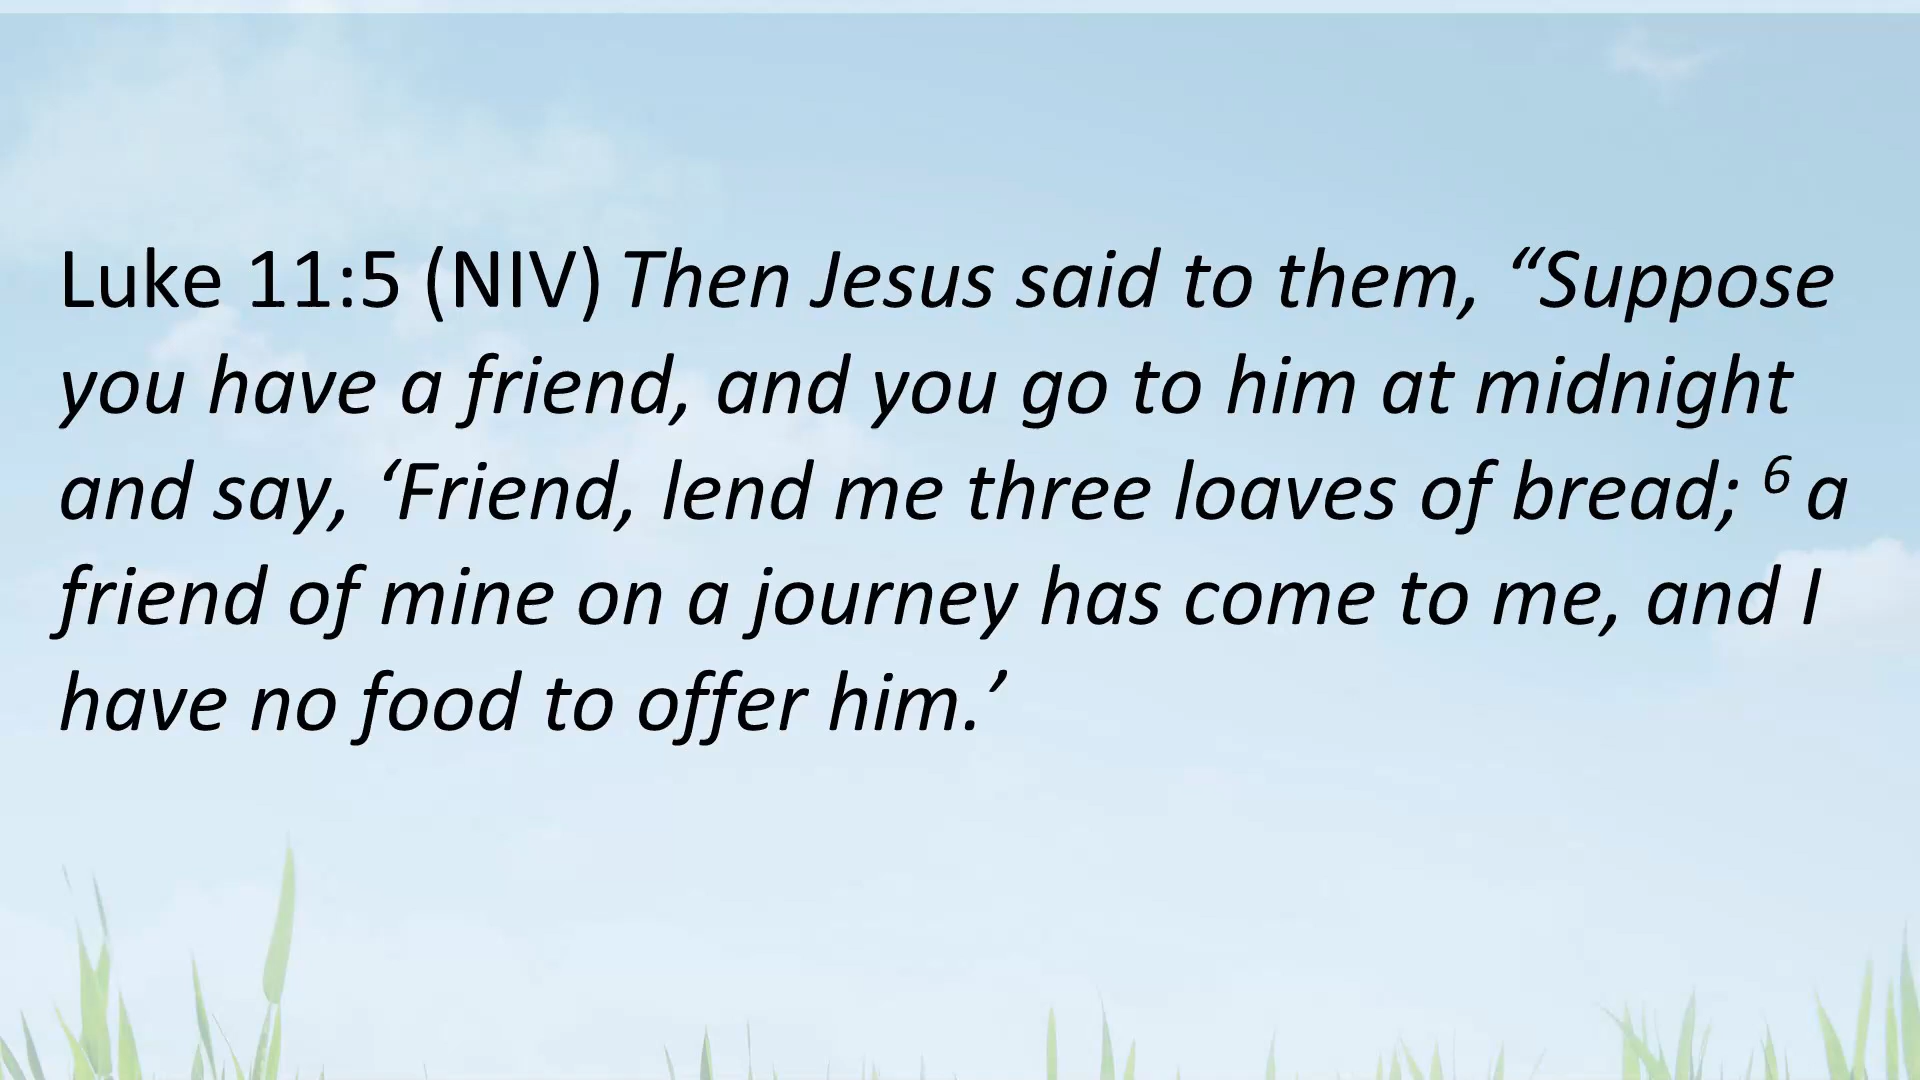 Luke 11:5 (NIV) Then Jesus said to them, “Suppose
you have a friend, and you go to him at midnight
and say, ‘Friend, lend me three loaves of bread; 6 a
friend of mine on a journey has come to me, and I
have no food to offer him.’